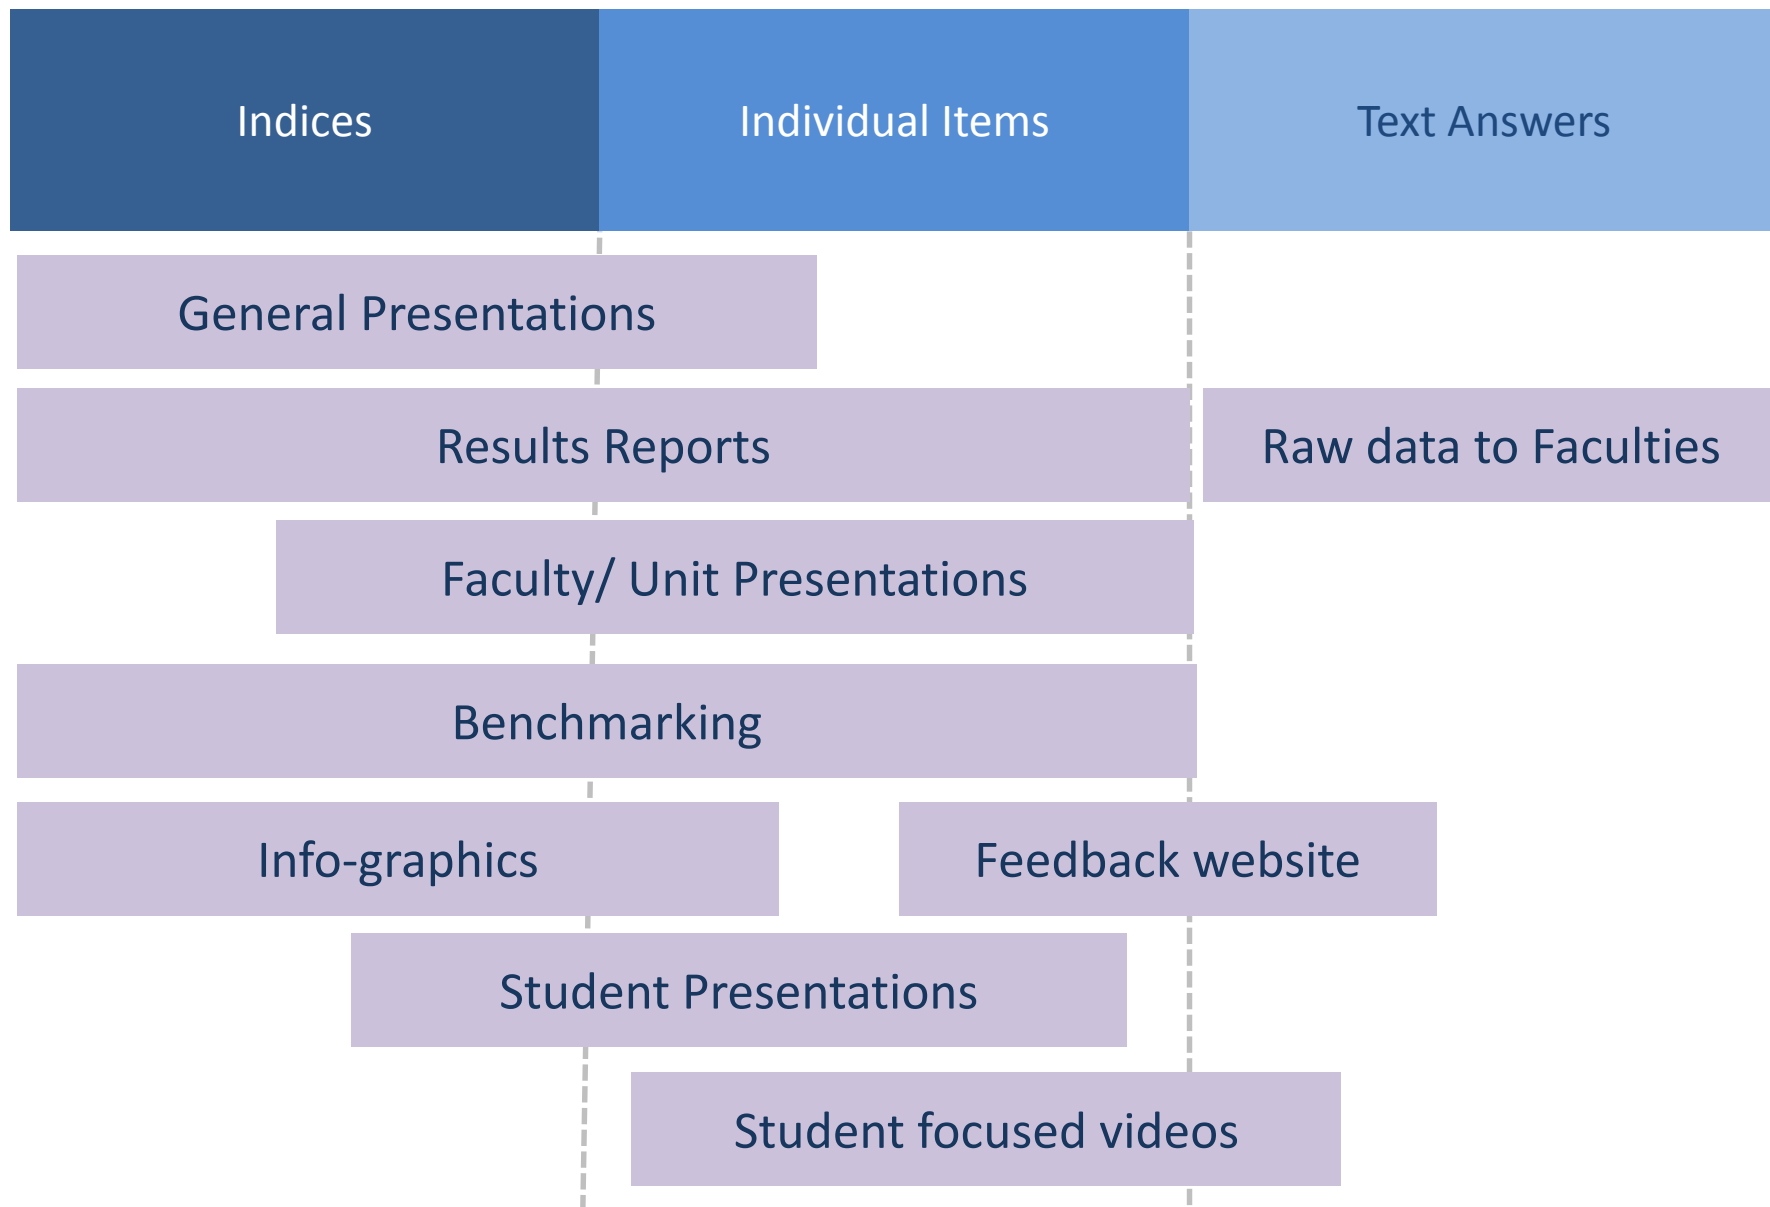 Indices
Individual Items
Text Answers
General Presentations
Results Reports
Raw data to Faculties
Faculty/ Unit Presentations
Benchmarking
Info-graphics
Feedback website
Student Presentations
Student focused videos